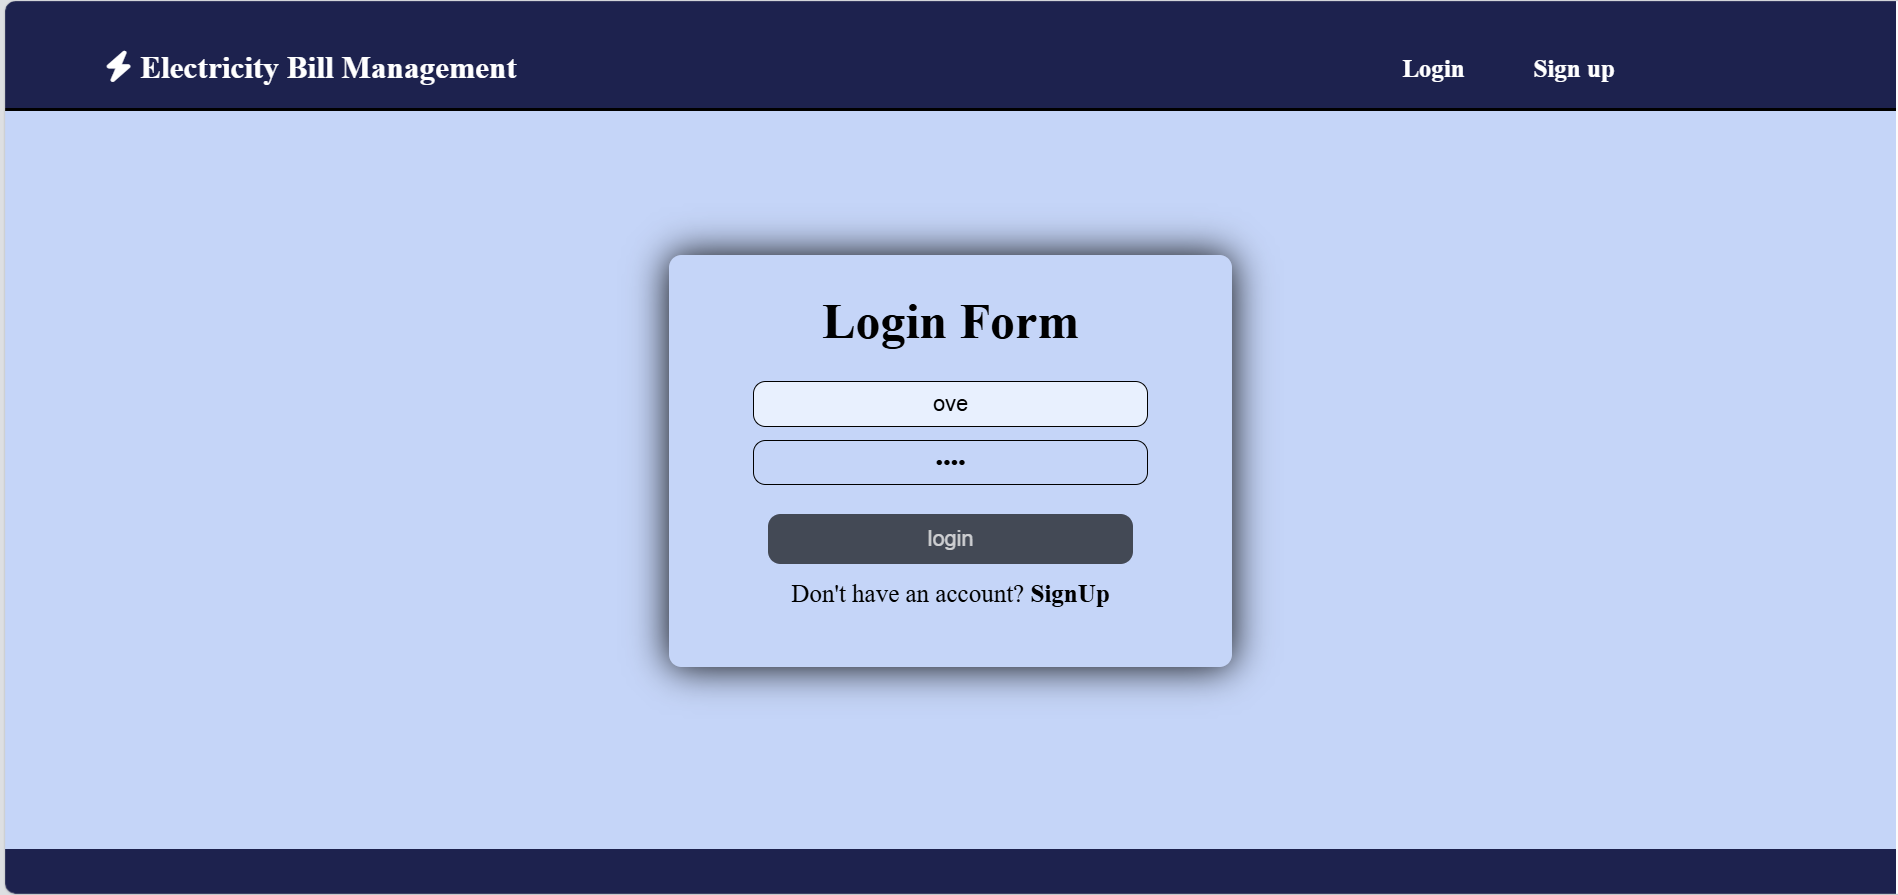 Electricity Bill Management
Login
Sign up
Login Form
ove
••••
login
Don't have an account? SignUp